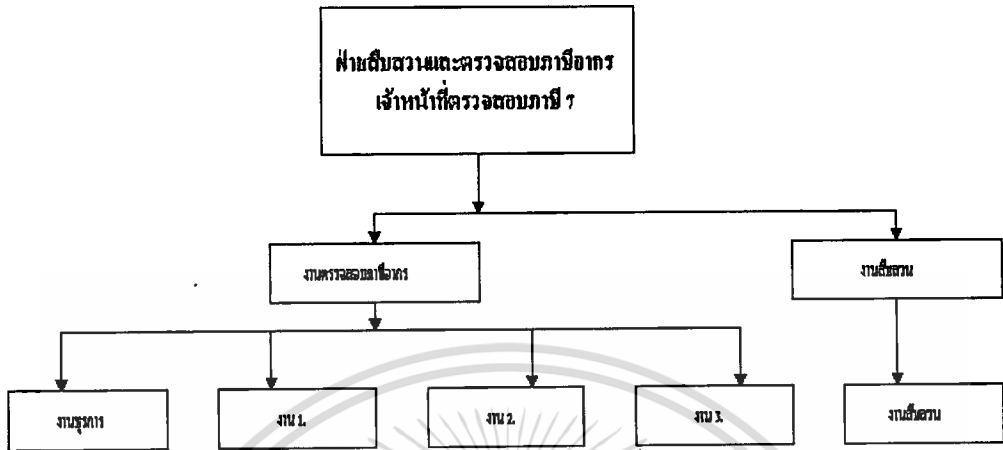 ฝ่ายสืบสวนและตรวจสอบภาษีอากร
เจ้าหน้าที่ตรวจสอบภาษี 7
งานตรวจสอบภาษีอากร
งานสืบสวน
งานธุรการ
งาน 1.
งาน 2.
งาน 3.
งานสืบสวน